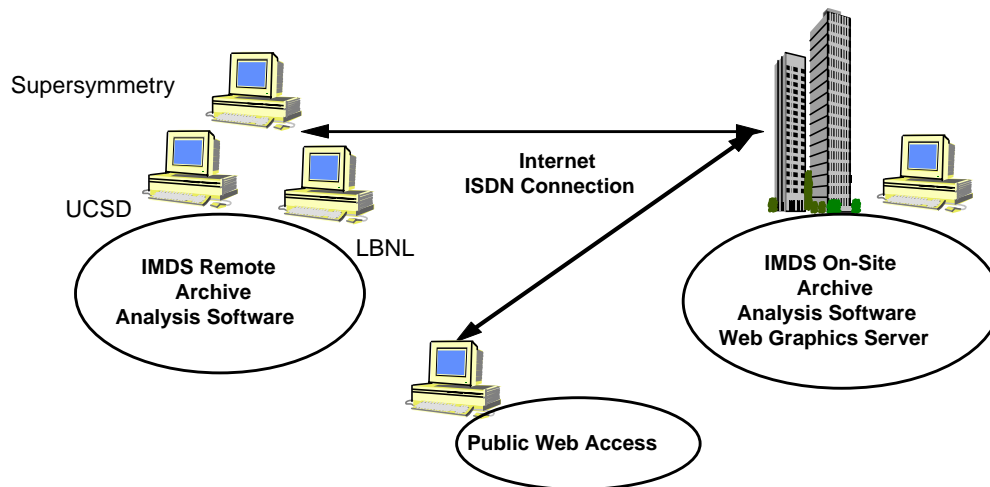 Supersymmetry
UCSD
LBNL
IMDS Remote
Archive
Analysis Software
Internet
ISDN Connection
IMDS On-Site
Archive
Analysis Software
Web Graphics Server
Public Web Access